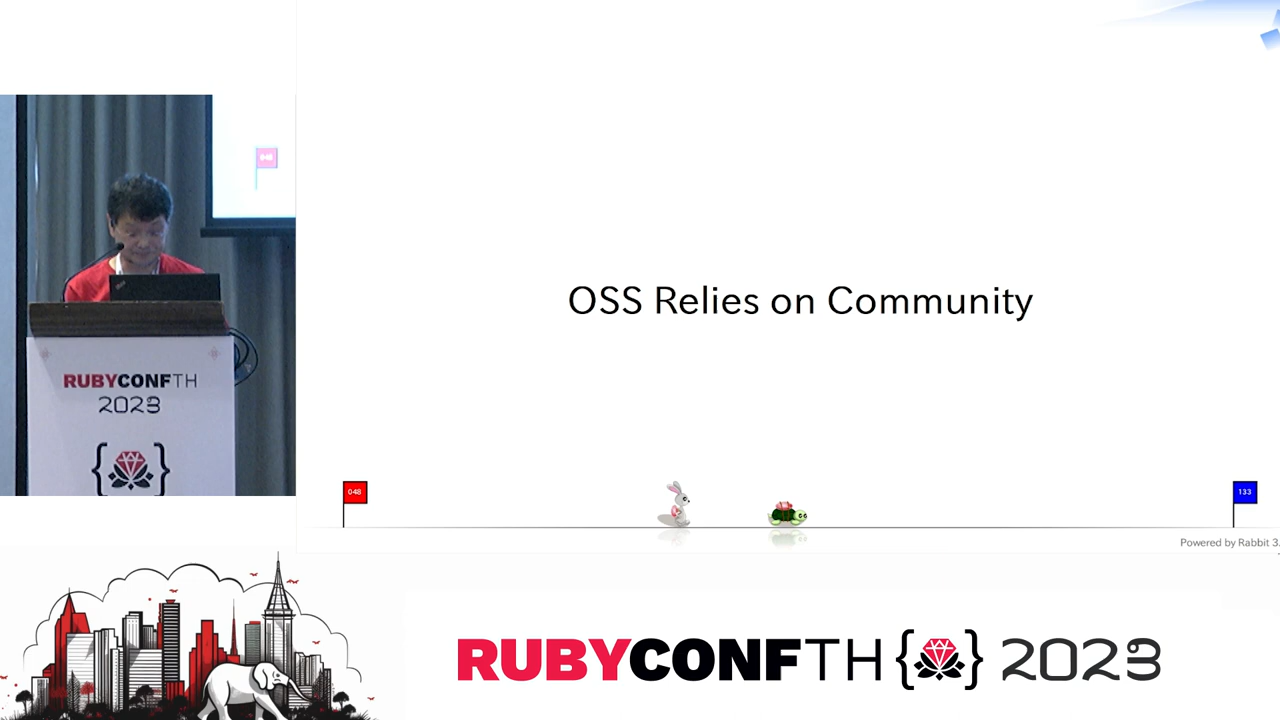 OSS Relies on Community
048
133
Powered by Rabbit 3.
RUBYCONFTH
2023
RUBYCONFTH 2023